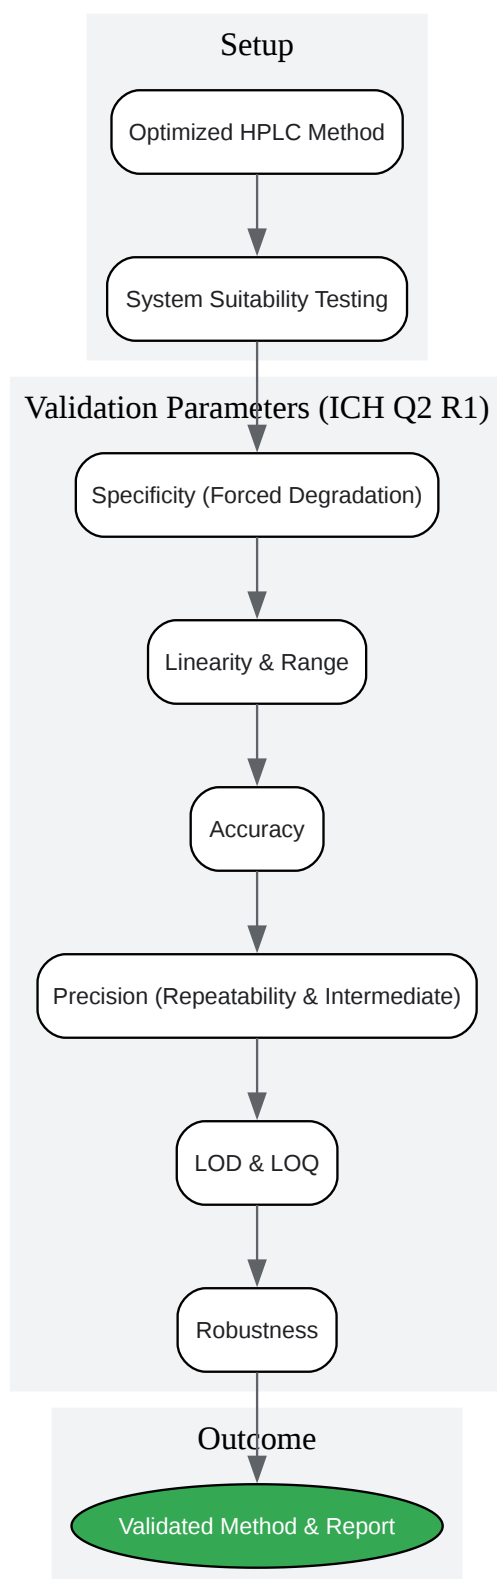 Setup
Optimized HPLC Method
System Suitability Testing
Validation Parameters (ICH Q2 R1)
Specificity (Forced Degradation)
Linearity & Range
Accuracy
Precision (Repeatability & Intermediate)
LOD & LOQ
Robustness
Outcome
Validated Method & Report